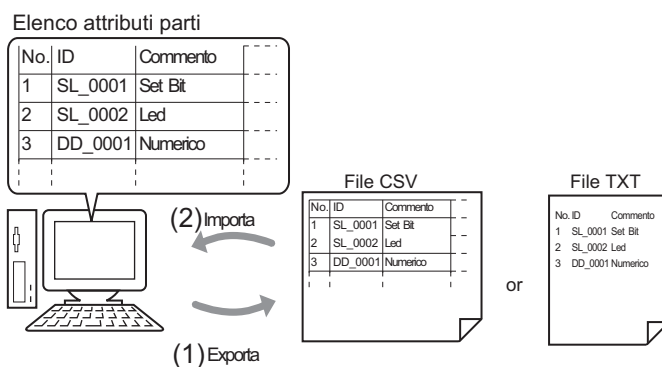 Elenco attributi parti
No. ID Commento
1 SL_0001 Set Bit
2 SL_0002 Led
3 DD_0001 Numerico
(2) Importa
(1) Exporta
File CSV
No. ID Commento
1 SL_0001 Set Bit
2 SL_0002 Led
3 DD_0001 Numerico
or
File TXT
No. ID Commento
1 SL_0001 Set Bit
2 SL_0002 Led
3 DD_0001 Numerico